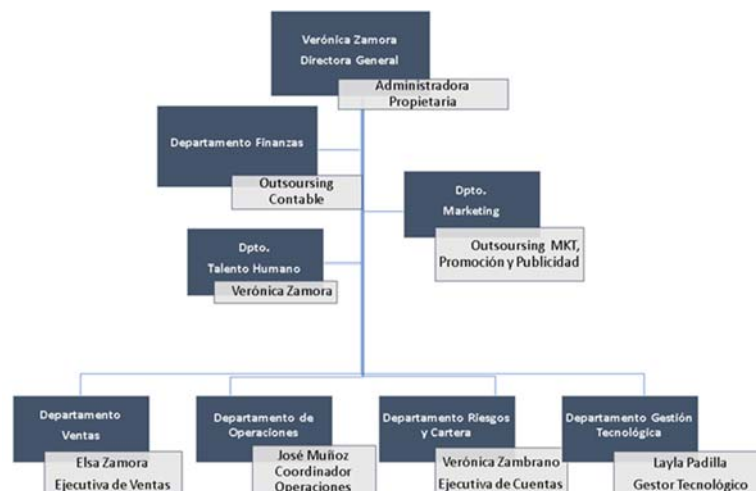 Verónica Zamora
Directora General
Administradora
Propietaria
Departamento Finanzas
Outsoursing
Contable
Dpto.
Marketing
Outsoursing MKT,
Promoción y Publicidad
Dpto.
Talento Humano
Verónica Zamora
Departamento
Ventas
Elsa Zamora
Ejecutiva de Ventas
Departamento de
Operaciones
José Muñoz
Coordinador
Operaciones
Departamento Riesgos
y Cartera
Verónica Zambrano
Ejecutiva de Cuentas
Departamento Gestión
Tecnológica
Layla Padilla
Gestor Tecnológico